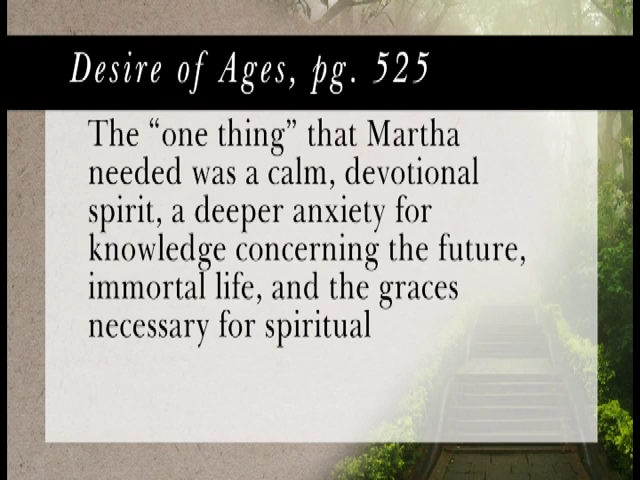 Desire of Ages, pg. 525
The “one thing” that Martha
needed was a calm, devotional
spirit, a deeper anxiety for
knowledge concerning the future,
immortal life, and the graces
necessary for spiritual